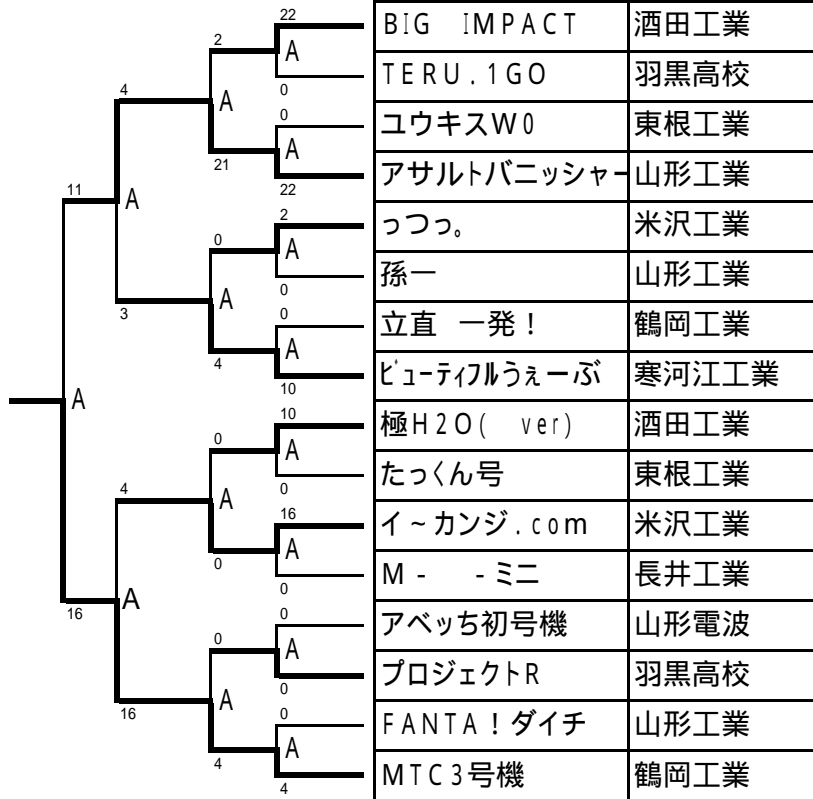 22
BIG IMPACT 酒田工業
2
A
TERU.1GO 羽黒高校
4
0
A
0
ユウキスW0 東根工業
A
21
アサルトバニッシャー 山形工業
11
22
A
2
っつっ。 米沢工業
0
A
孫一 山形工業
0
A
3
0
立直 一発！ 鶴岡工業
A
4
ビューティフルうぇーぶ 寒河江工業
10
A
10
極H2O( ver) 酒田工業
0
A
たっくん号 東根工業
4
0
A
16
イ~カンジ.com 米沢工業
A
0
M - - ミニ 長井工業
0
A
16
0
アベッち初号機 山形電波
0
A
プロジェクトR 羽黒高校
0
A
16
0
FANTA！ダイチ 山形工業
A
4
MTC3号機 鶴岡工業
4